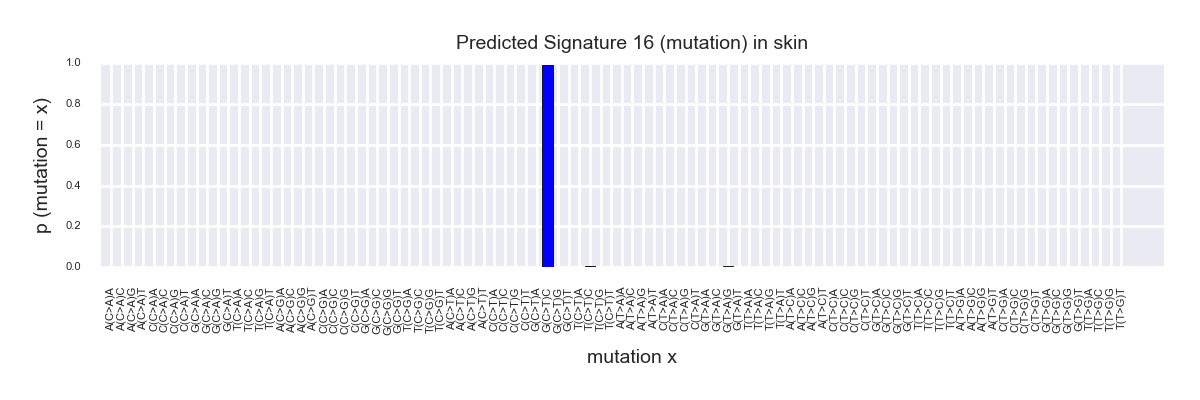 Predicted Signature 16 (mutation) in skin
p (mutation = x)
1.0
0.8
0.6
0.4
0.2
0.0
A(C>A)A
A(C>A)C
A(C>A)G
A(C>A)T
C(C>A)A
C(C>A)C
C(C>A)G
C(C>A)T
G(C>A)A
G(C>A)C
G(C>A)G
G(C>A)T
T(C>A)A
T(C>A)C
T(C>A)G
T(C>A)T
A(C>G)A
A(C>G)C
A(C>G)G
A(C>G)T
C(C>G)A
C(C>G)C
C(C>G)G
C(C>G)T
G(C>G)A
G(C>G)C
G(C>G)G
G(C>G)T
T(C>G)A
T(C>G)C
T(C>G)G
T(C>G)T
A(C>T)A
A(C>T)C
A(C>T)G
A(C>T)T
C(C>T)A
C(C>T)C
C(C>T)G
C(C>T)T
G(C>T)A
G(C>T)C
G(C>T)G
G(C>T)T
T(C>T)A
T(C>T)C
T(C>T)G
T(C>T)T
A(T>A)A
A(T>A)C
A(T>A)G
A(T>A)T
C(T>A)A
C(T>A)C
C(T>A)G
C(T>A)T
G(T>A)A
G(T>A)C
G(T>A)G
G(T>A)T
T(T>A)A
T(T>A)C
T(T>A)G
T(T>A)T
A(T>C)A
A(T>C)C
A(T>C)G
A(T>C)T
C(T>C)A
C(T>C)C
C(T>C)G
C(T>C)T
G(T>C)A
G(T>C)C
G(T>C)G
G(T>C)T
T(T>C)A
T(T>C)C
T(T>C)G
T(T>C)T
A(T>G)A
A(T>G)C
A(T>G)G
A(T>G)T
C(T>G)A
C(T>G)C
C(T>G)G
C(T>G)T
G(T>G)A
G(T>G)C
G(T>G)G
G(T>G)T
T(T>G)A
T(T>G)C
T(T>G)G
T(T>G)T
mutation x